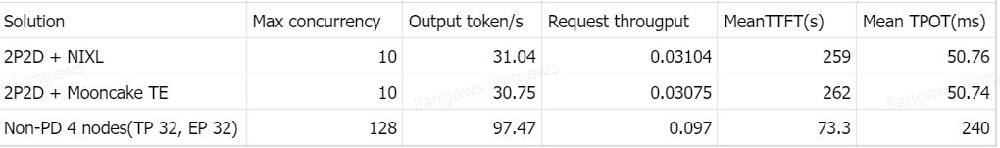 Solution Max concurrency Output token/s Request througput MeanTTFT(s) Mean TPOT(ms)
2P2D + NIXL 10 31.04 0.03104 259 50.76
2P2D + Mooncake TE 10 30.75 0.03075 262 50.74
Non-PD 4 nodes(TP 32, EP 32) 128 97.47 0.097 73.3 240
liangaws liangaws